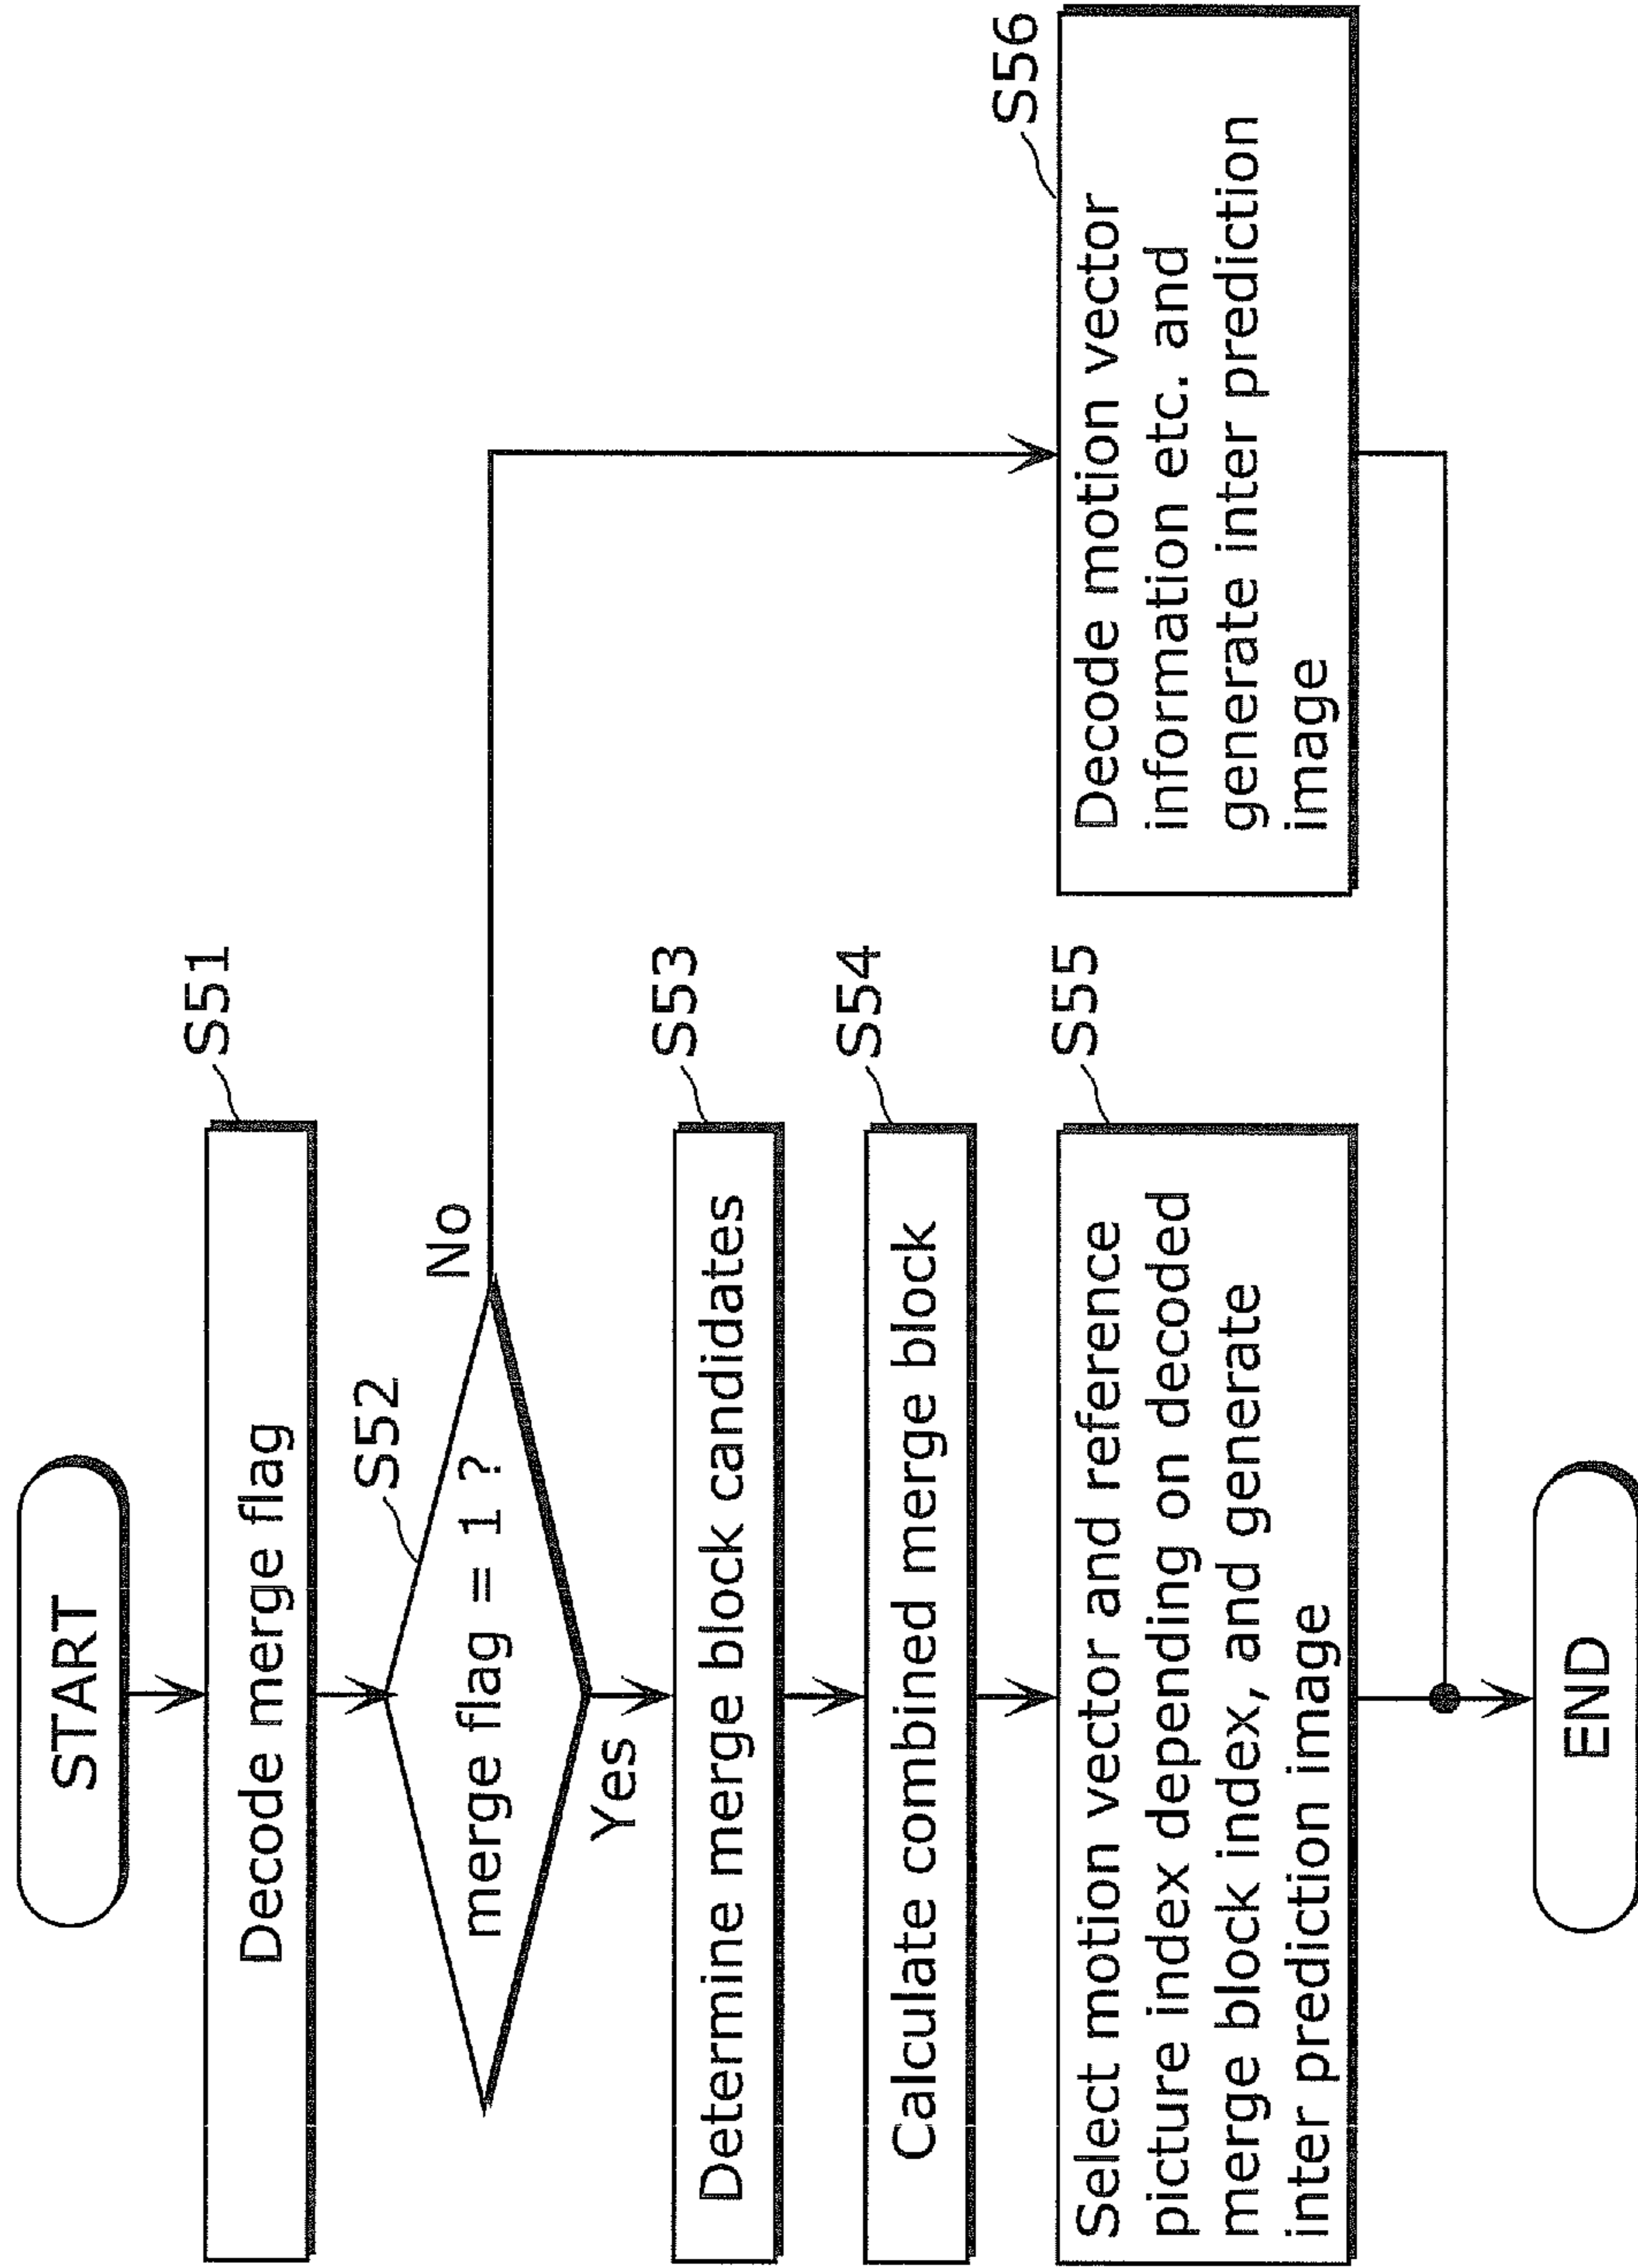 START
S51
Decode merge flag
S52
merge flag = 1 ?
No
Yes
S53
Determine merge block candidates
S54
Calculate combined merge block
S55
Select motion vector and reference
picture index depending on decoded
merge block index, and generate
inter prediction image
S56
Decode motion vector
information etc. and
generate inter prediction
image
END